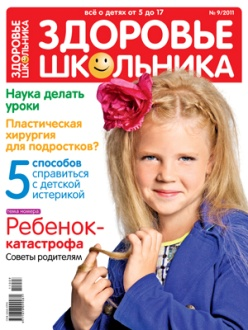 всё о детях от 5 до 17
№ 9/2011
ЗДОРОВЬЕ
ШКОЛЬНИКА
ЗДОРОВЬЕ
ШКОЛЬНИКА
Наука делать
уроки
Пластическая
хирургия
для подростков?
5 способов
справиться
с детской
истерикой
тема номера
Ребенок-
катастрофа
Советы родителям